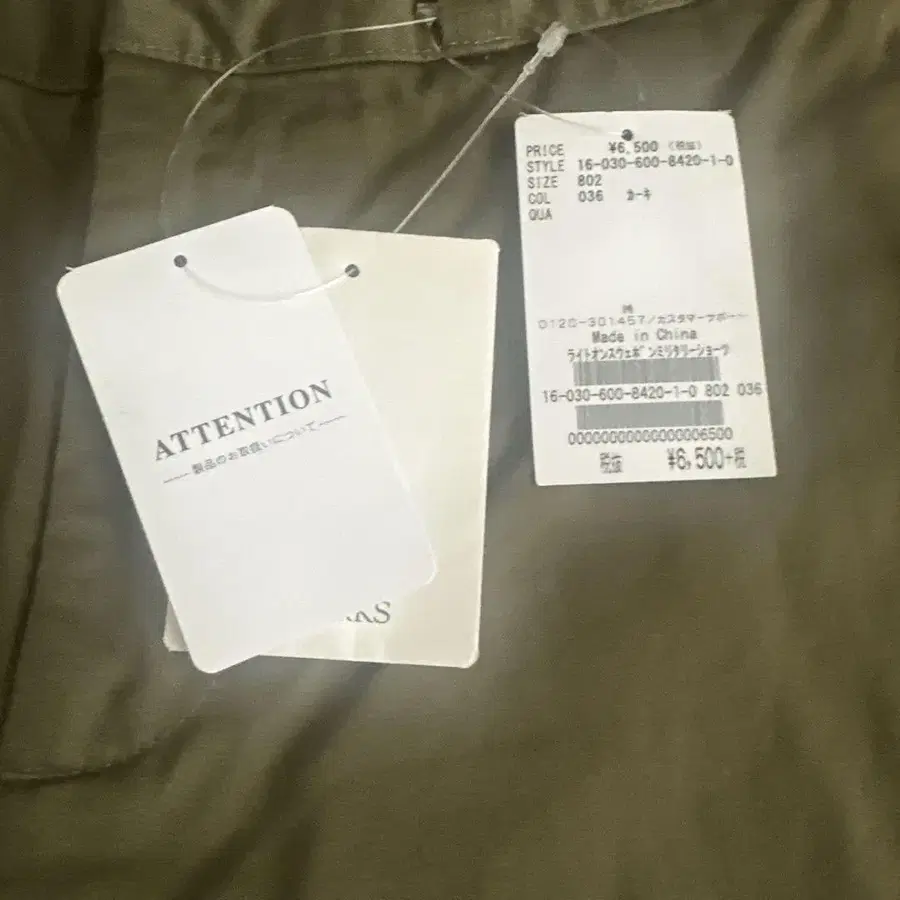 ATTENTION
製品のお取扱いについて
PRICE ¥6,500 (税抜)
STYLE 16-030-600-8420-1-0
SIZE 802
COL 036 カーキ
QUA
㈱
0120-301457/カスタマーサポート
Made in China
ライトオンスウェポンミリタリーショーツ
16-030-600-8420-1-0 802 036
00000000000000006500
税抜 ¥6,500+税